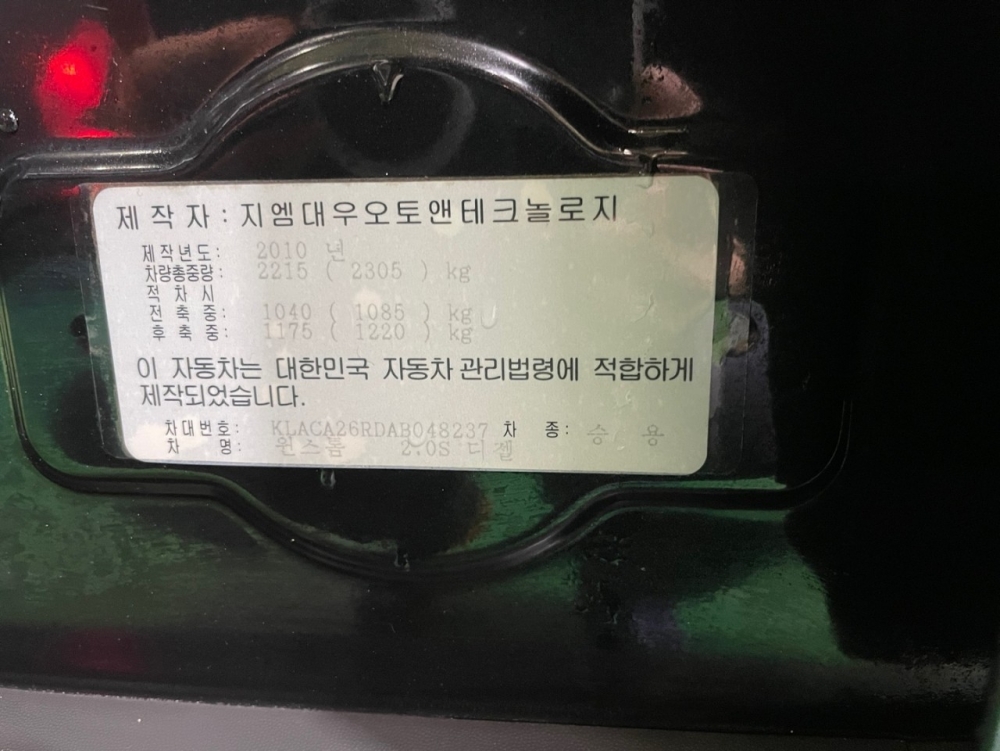 제 작 자 : 지엠대우오토앤테크놀로지
제작년도: 2010 년
차량총중량: 2215 ( 2305 ) kg
적 차 시
전 축 중: 1040 ( 1085 ) kg
후 축 중: 1175 ( 1220 ) kg
이 자동차는 대한민국 자동차 관리법령에 적합하게
제작되었습니다.
차대번호: KLACA26RDAB048237 차 종: 승 용
차 명: 윈스톰 2.0S 디젤